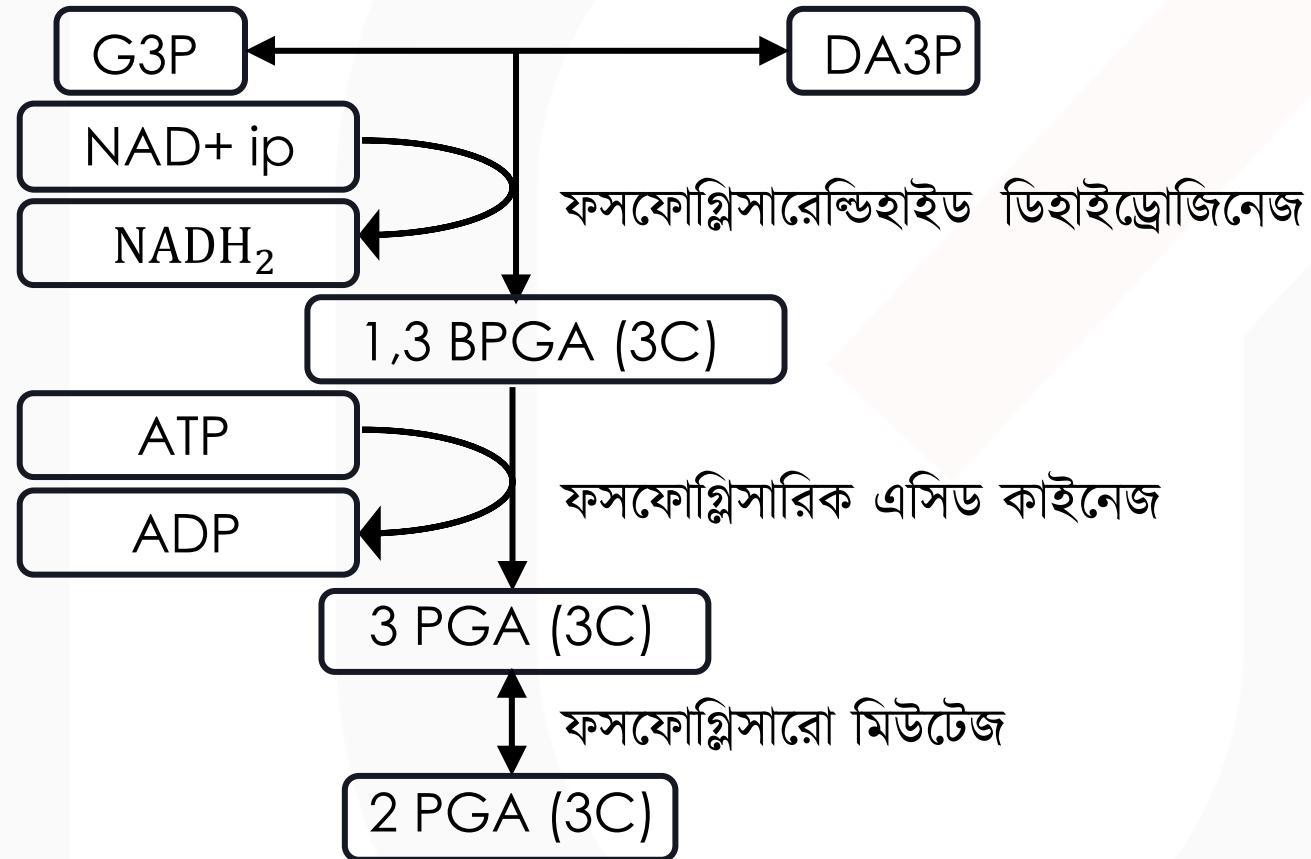 G3P
DA3P
NAD+ ip
NADH₂
ফসফোগ্লিসারেল্ডিহাইড ডিহাইড্রোজিনেজ
1,3 BPGA (3C)
ATP
ADP
ফসফোগ্লিসারিক এসিড কাইনেজ
3 PGA (3C)
ফসফোগ্লিসারো মিউটেজ
2 PGA (3C)